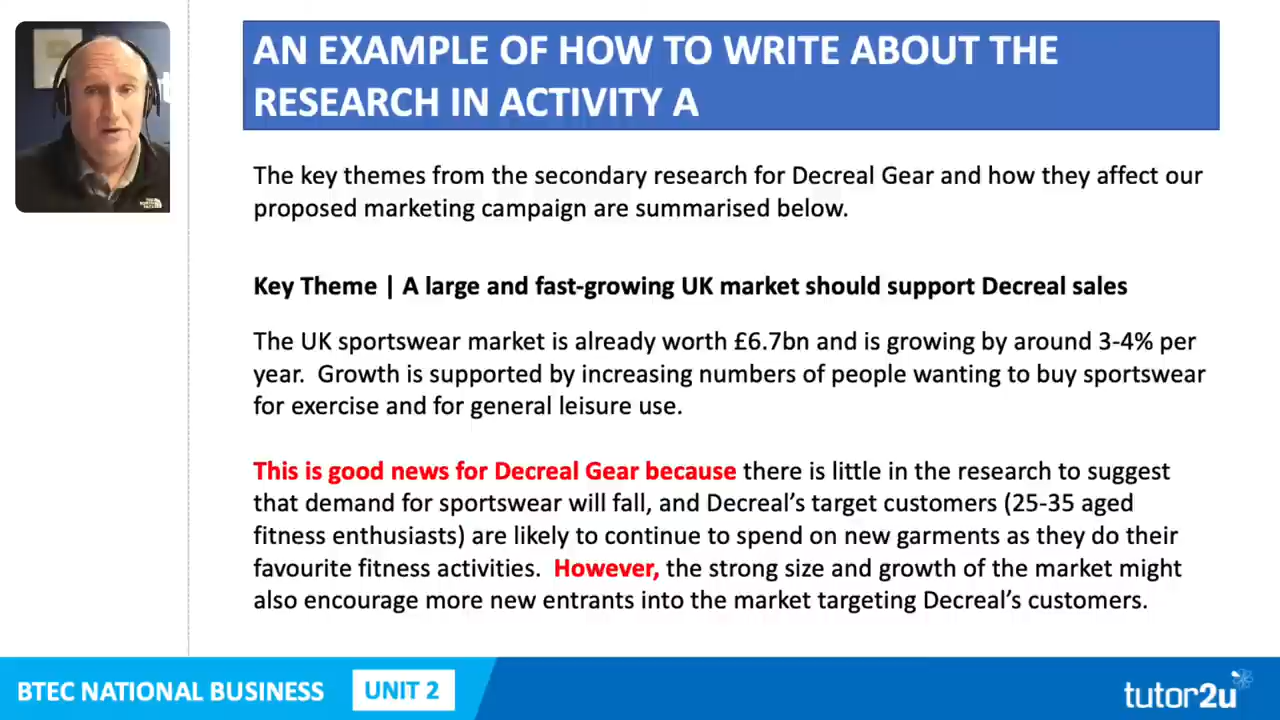 AN EXAMPLE OF HOW TO WRITE ABOUT THE
RESEARCH IN ACTIVITY A
The key themes from the secondary research for Decreal Gear and how they affect our
proposed marketing campaign are summarised below.
Key Theme | A large and fast-growing UK market should support Decreal sales
The UK sportswear market is already worth £6.7bn and is growing by around 3-4% per
year.  Growth is supported by increasing numbers of people wanting to buy sportswear
for exercise and for general leisure use.
This is good news for Decreal Gear because there is little in the research to suggest
that demand for sportswear will fall, and Decreal’s target customers (25-35 aged
fitness enthusiasts) are likely to continue to spend on new garments as they do their
favourite fitness activities.  However, the strong size and growth of the market might
also encourage more new entrants into the market targeting Decreal’s customers.
BTEC NATIONAL BUSINESS UNIT 2
tutor2u